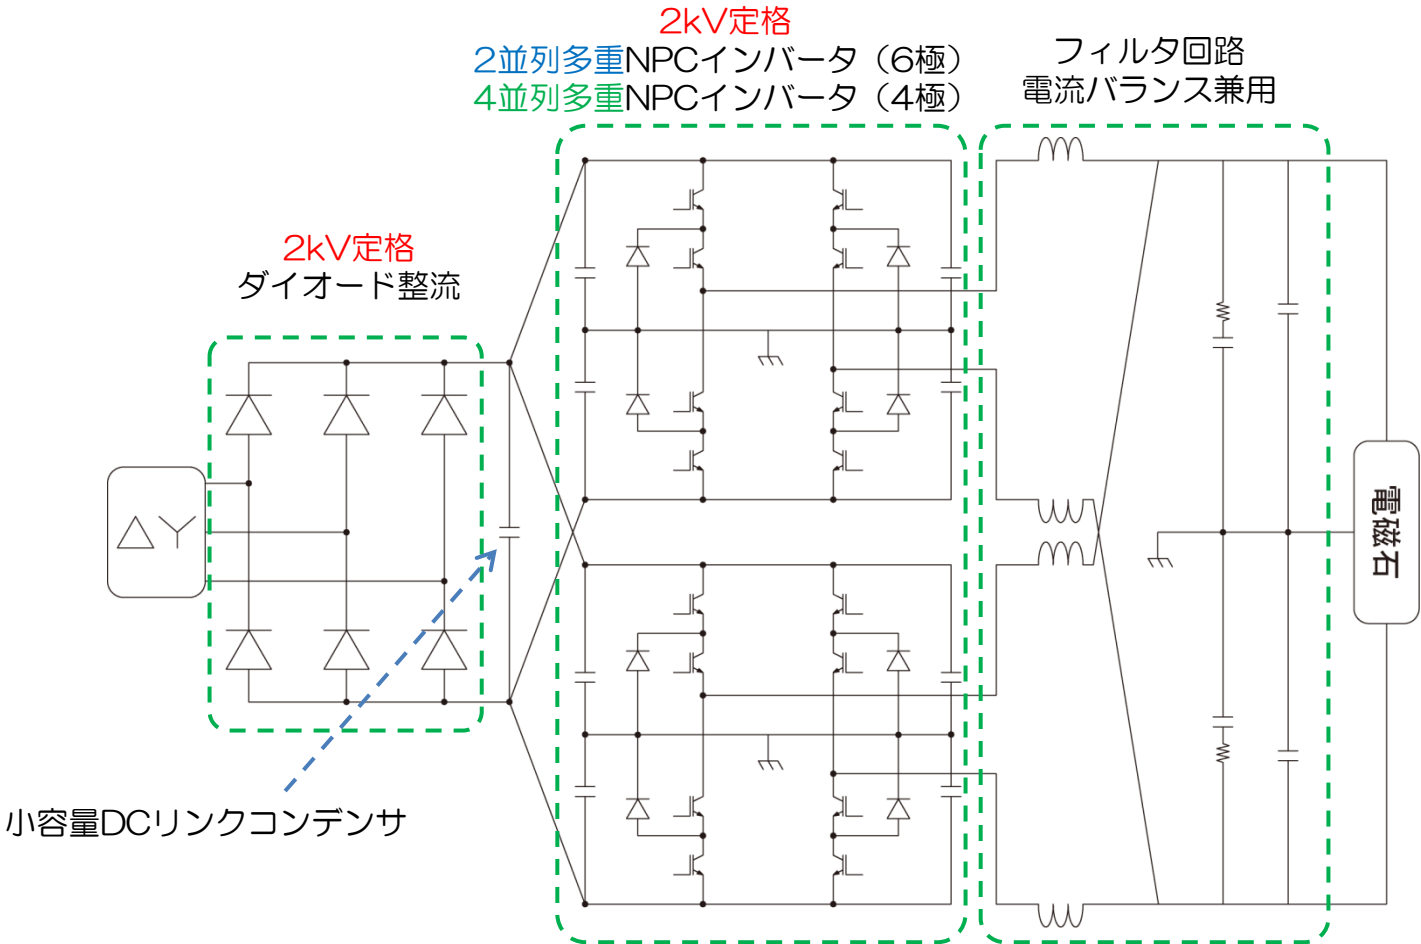 2kV定格
2並列多重NPCインバータ（6極）
4並列多重NPCインバータ（4極）
フィルタ回路
電流バランス兼用
2kV定格
ダイオード整流
電磁石
小容量DCリンクコンデンサ